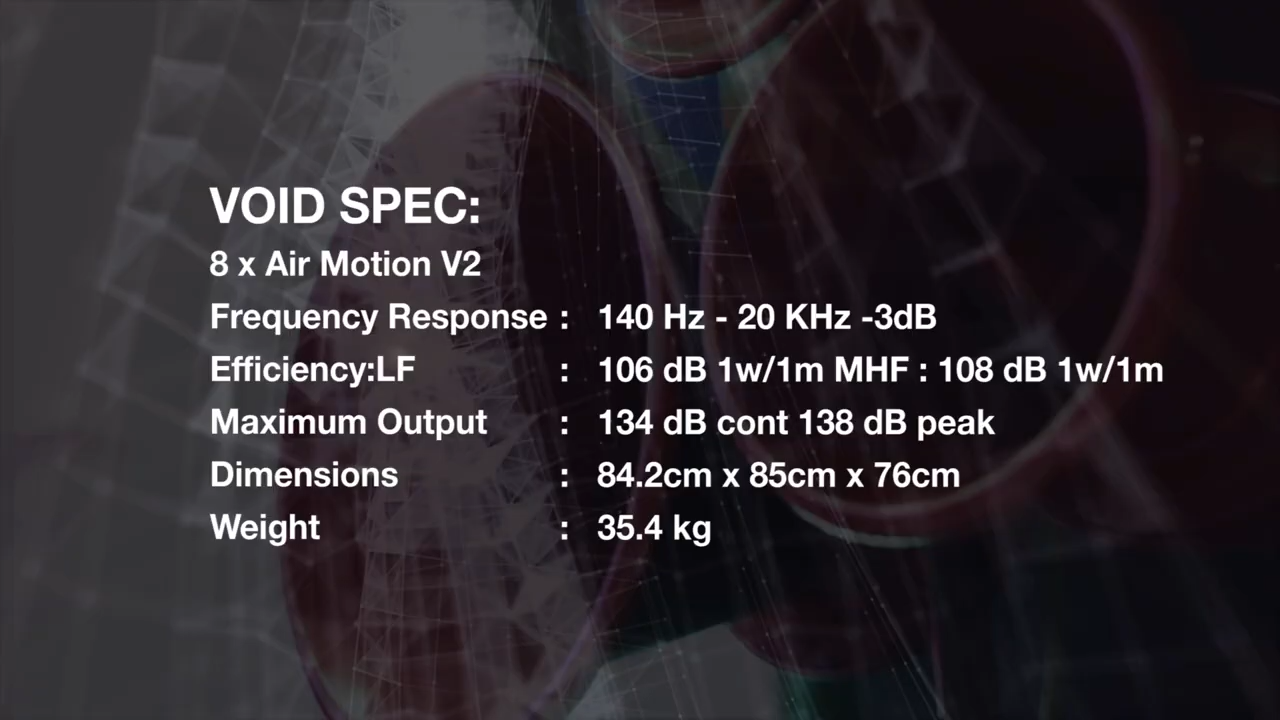 VOID SPEC:
8 x Air Motion V2
Frequency Response : 140 Hz - 20 KHz -3dB
Efficiency:LF : 106 dB 1w/1m MHF : 108 dB 1w/1m
Maximum Output : 134 dB cont 138 dB peak
Dimensions : 84.2cm x 85cm x 76cm
Weight : 35.4 kg